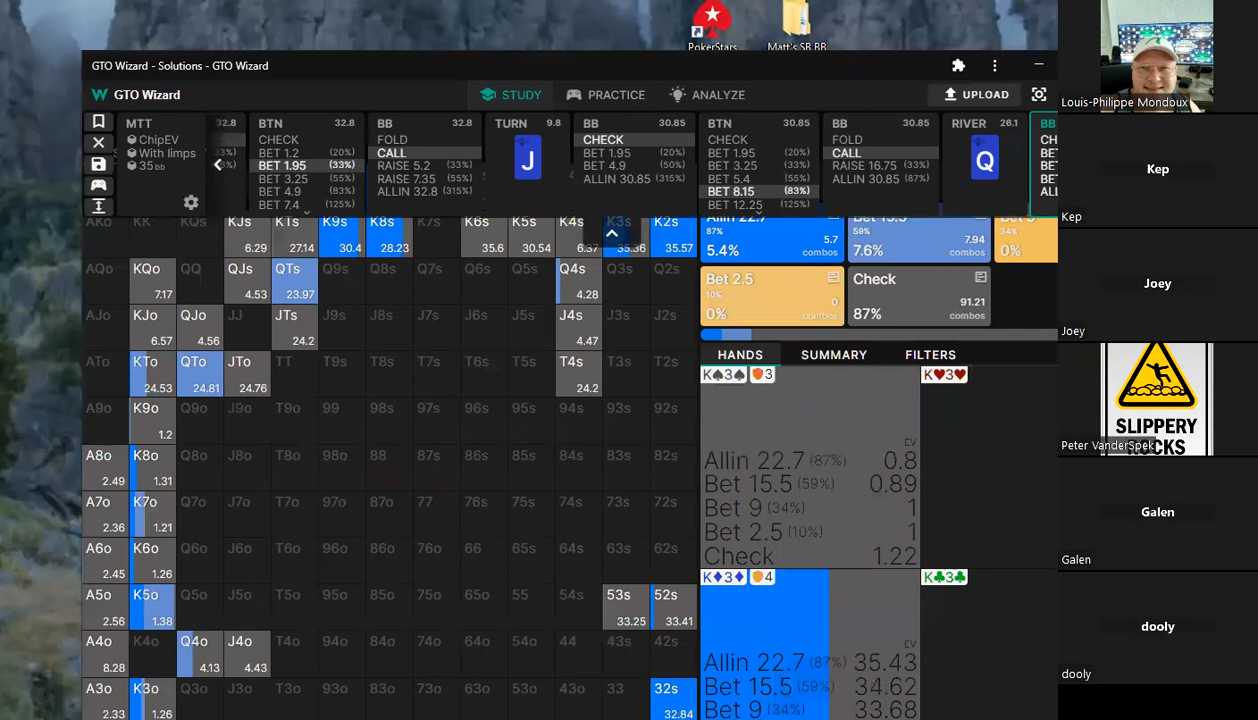 PokerStars
Matt's SB BB
GTO Wizard - Solutions - GTO Wizard
W GTO Wizard
STUDY
PRACTICE
ANALYZE
UPLOAD
MTT 32.8
ChipEV
With limps
35bb
BTN 32.8
CHECK
BET 1.2 (20%)
BET 1.95 (33%)
BET 3.25 (55%)
BET 4.9 (83%)
BET 7.4 (125%)
BB 32.8
FOLD
CALL
RAISE 5.2 (33%)
RAISE 7.35 (55%)
ALLIN 32.8 (315%)
TURN 9.8
J
BB 30.85
CHECK
BET 1.95 (20%)
BET 4.9 (50%)
ALLIN 30.85 (315%)
BTN 30.85
CHECK
BET 1.95 (20%)
BET 3.25 (33%)
BET 5.4 (55%)
BET 8.15 (83%)
BET 12.25 (125%)
BB 30.85
FOLD
CALL
RAISE 16.75 (33%)
ALLIN 30.85 (87%)
RIVER 26.1
Q
BB
CH
BE
BE
ALL
AKo KK KJs 6.29 KTs 27.14 K9s 30.4 K8s 28.23 K6s 35.6 K5s 30.54 K4s 6.37 K3s 35.36 K2s 35.57
AQo KQo 7.17 QQ QJs 4.53 QTs 23.97 Q9s Q8s Q7s Q6s Q5s Q4s 4.28 Q3s Q2s
AJo KJo 6.57 QJo 4.56 JJ JTs 24.2 J9s J8s J7s J6s J5s J4s 4.47 J3s J2s
ATo KTo 24.53 QTo 24.81 JTo 24.76 TT T9s T8s T7s T6s T5s T4s 24.2 T3s T2s
A9o K9o 1.2 Q9o J9o T9o 99 98s 97s 96s 95s 94s 93s 92s
A8o 2.49 K8o 1.31 Q8o J8o T8o 98o 88 87s 86s 85s 84s 83s 82s
A7o 2.36 K7o 1.21 Q7o J7o T7o 97o 87o 77 76s 75s 74s 73s 72s
A6o 2.45 K6o 1.26 Q6o J6o T6o 96o 86o 76o 66 65s 64s 63s 62s
A5o 2.56 K5o 1.38 Q5o J5o T5o 95o 85o 75o 65o 55 54s 53s 33.25 52s 33.41
A4o 8.28 K4o Q4o 4.13 J4o 4.43 T4o 94o 84o 74o 64o 54o 44 43s 42s
A3o 2.33 K3o 1.26 Q3o J3o T3o 93o 83o 73o 63o 53o 43o 33 32s 32.84
Allin 22.7
87%
5.4% 5.7 combos
59%
7.6% 7.94 combos
34%
0%
Bet 2.5
10%
0% 0 combos
Check
87% 91.21 combos
HANDS
SUMMARY
FILTERS
K♠3♠ 3
K♥3♥
EV
Allin 22.7 (87%) 0.8
Bet 15.5 (59%) 0.89
Bet 9 (34%) 1
Bet 2.5 (10%) 1
Check 1.22
K♦3♦ 4
K♣3♣
EV
Allin 22.7 (87%) 35.43
Bet 15.5 (59%) 34.62
Bet 9 (34%) 33.68
Louis-Philippe Mondoux
Kep
Kep
Joey
Joey
SLIPPERY
ROCKS
Peter VanderSpek
Galen
Galen
dooly
dooly